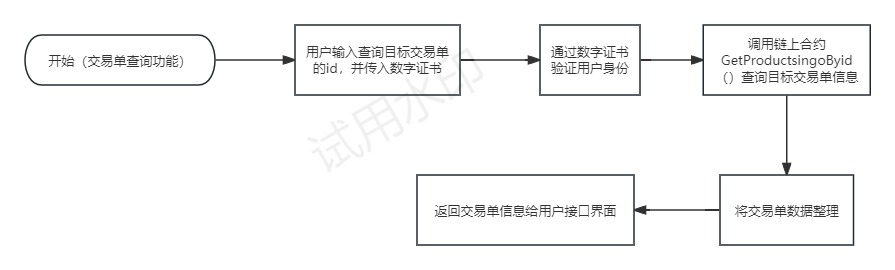 开始（交易单查询功能）
用户输入查询目标交易单
的id，并传入数字证书
通过数字证书
验证用户身份
调用链上合约
GetProductsingoByid
（）查询目标交易单信息
将交易单数据整理
返回交易单信息给用户接口界面
试用水印